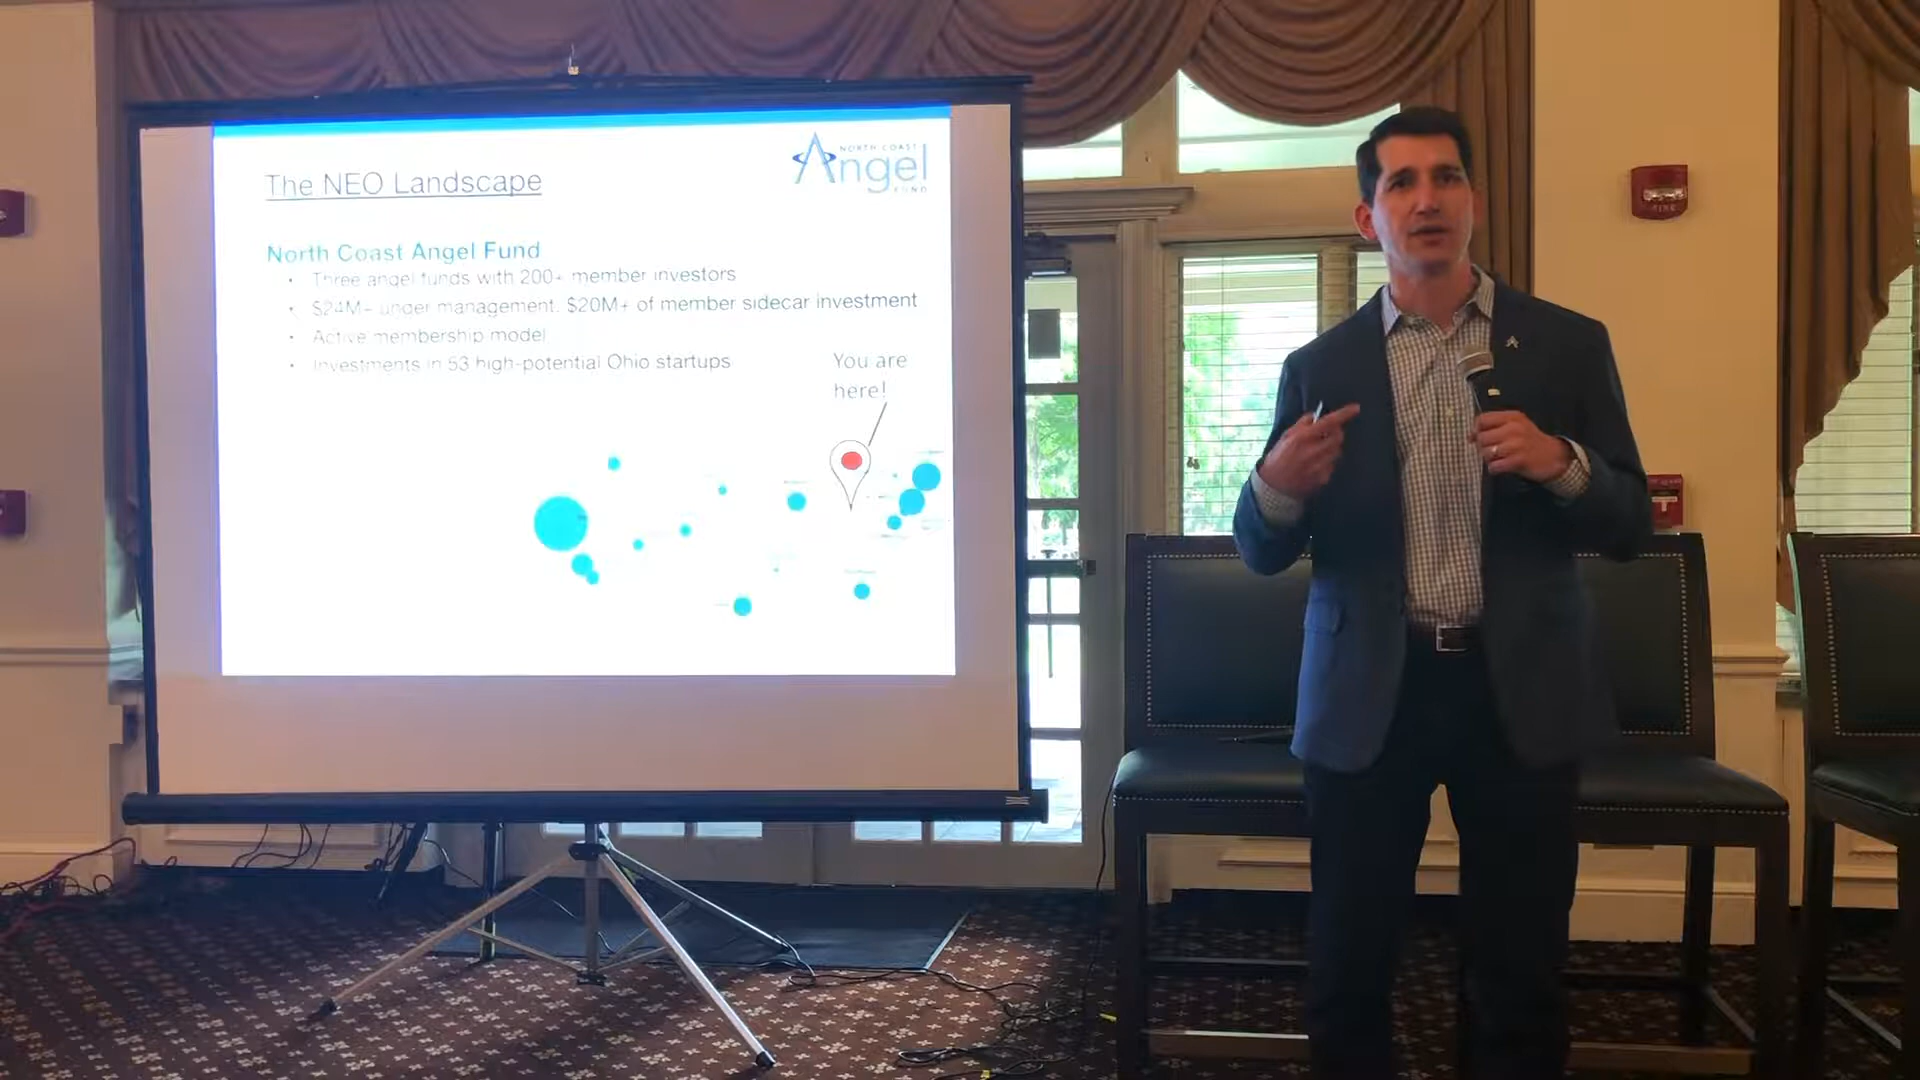 NORTH COAST
Angel
FUND
The NEO Landscape
North Coast Angel Fund
• Three angel funds with 200+ member investors
• $24M+ under management. $20M+ of member sidecar investment
• Active membership model
• Investments in 53 high-potential Ohio startups
You are
here!